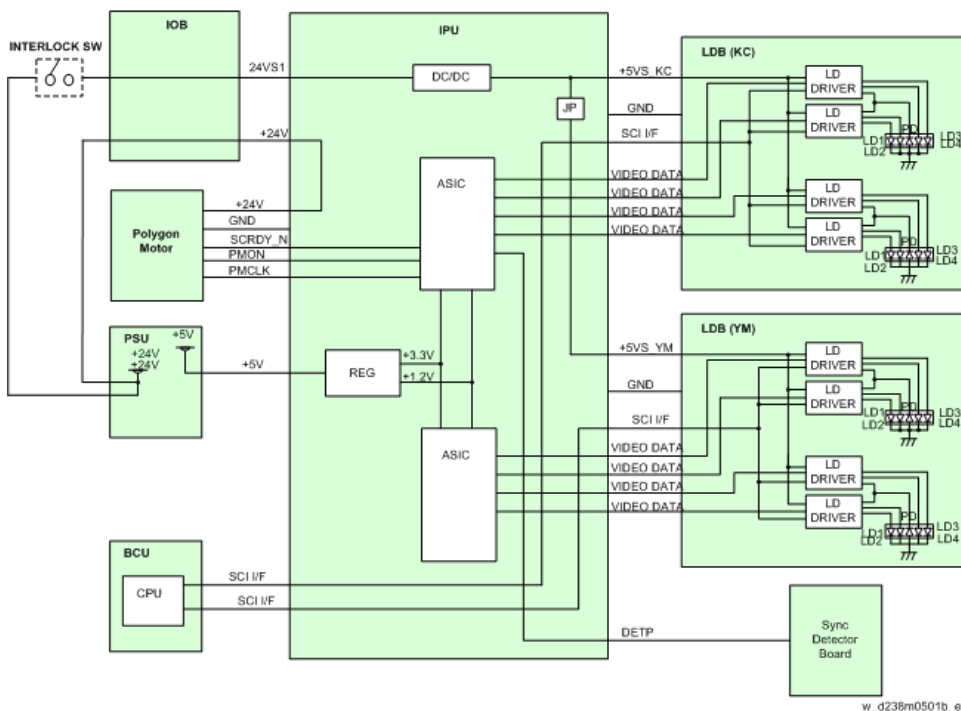 IOB
INTERLOCK SW
24VS1
+24V
IPU
DC/DC
JP
ASIC
+5VS_KC
GND
SCI I/F
VIDEO DATA
VIDEO DATA
VIDEO DATA
VIDEO DATA
LDB (KC)
LD
DRIVER
LD
DRIVER
PD
LD1
LD2
LD3
LD4
LD
DRIVER
LD
DRIVER
PD
LD1
LD2
LD3
LD4
Polygon
Motor
+24V
GND
SCRDY_N
PMON
PMCLK
PSU
+5V
+24V
+24V
+5V
REG
+3.3V
+1.2V
ASIC
+5VS_YM
GND
SCI I/F
VIDEO DATA
VIDEO DATA
VIDEO DATA
VIDEO DATA
LDB (YM)
LD
DRIVER
LD
DRIVER
PD
LD1
LD2
LD3
LD4
LD
DRIVER
LD
DRIVER
PD
LD1
LD2
LD3
LD4
BCU
CPU
SCI I/F
SCI I/F
DETP
Sync
Detector
Board
w_d238m0501b_e